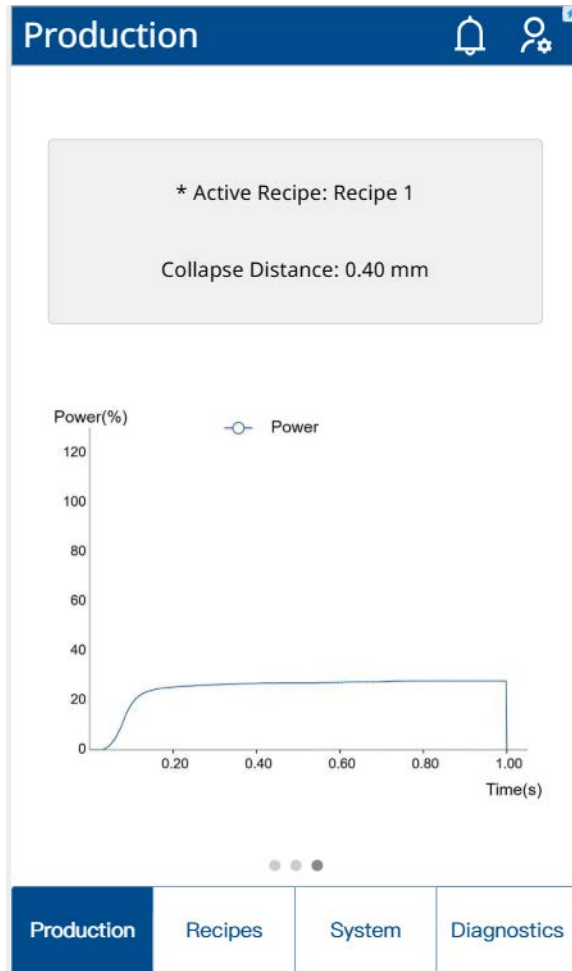 Production
* Active Recipe: Recipe 1
Collapse Distance: 0.40 mm
Power(%)
Power
120
100
80
60
40
20
0
0.20 0.40 0.60 0.80 1.00
Time(s)
Production Recipes System Diagnostics